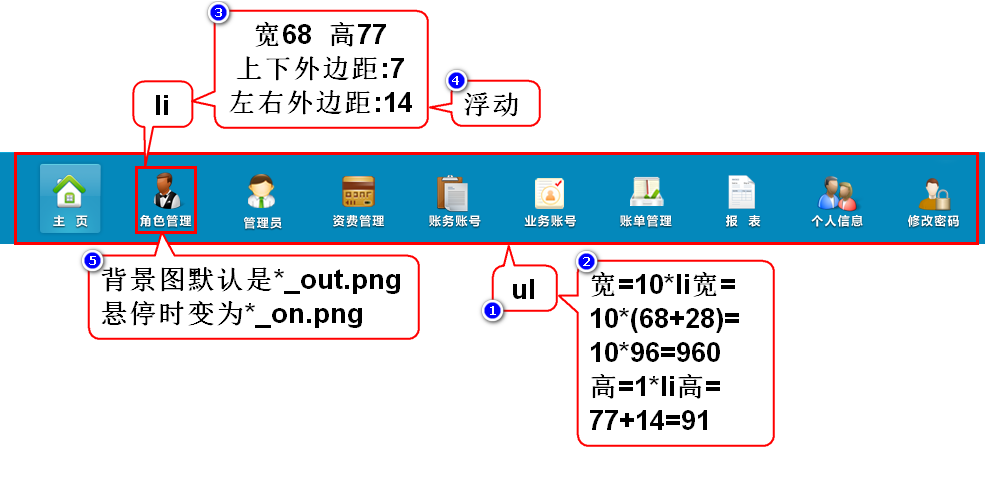 ③
宽68 高77
上下外边距:7
左右外边距:14
④
浮动
li
主 页
角色管理
管理员
资费管理
账务账号
业务账号
账单管理
报 表
个人信息
修改密码
⑤
背景图默认是*_out.png
悬停时变为*_on.png
①
ul
②
宽=10*li宽=
10*(68+28)=
10*96=960
高=1*li高=
77+14=91